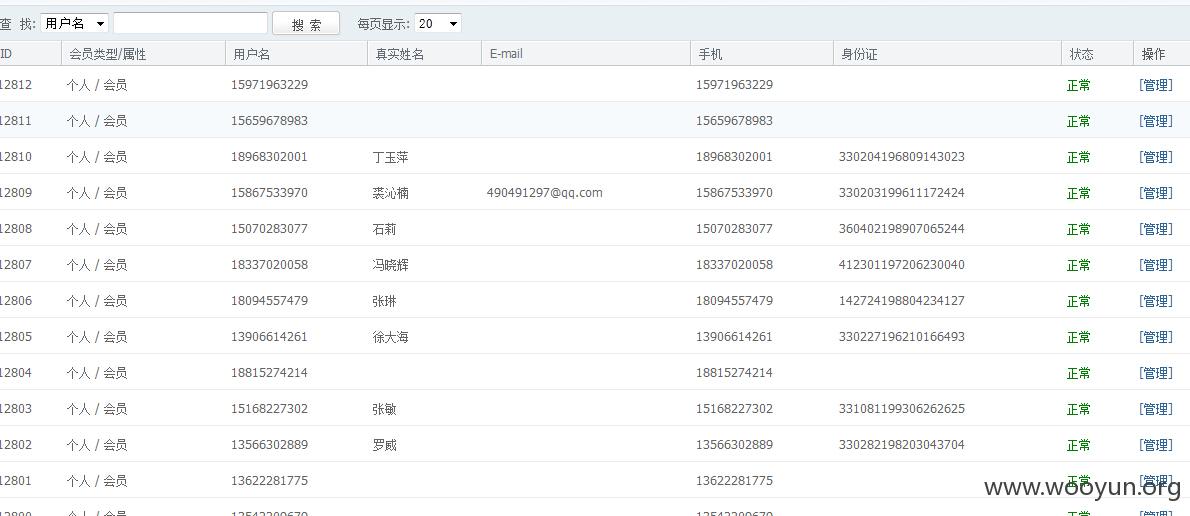 查 找: 用户名 搜 索 每页显示: 20
ID 会员类型/属性 用户名 真实姓名 E-mail 手机 身份证 状态 操作
12812 个人 / 会员 15971963229 15971963229 正常 [管理]
12811 个人 / 会员 15659678983 15659678983 正常 [管理]
12810 个人 / 会员 18968302001 丁玉萍 18968302001 330204196809143023 正常 [管理]
12809 个人 / 会员 15867533970 裘沁楠 490491297@qq.com 15867533970 330203199611172424 正常 [管理]
12808 个人 / 会员 15070283077 石莉 15070283077 360402198907065244 正常 [管理]
12807 个人 / 会员 18337020058 冯晓辉 18337020058 412301197206230040 正常 [管理]
12806 个人 / 会员 18094557479 张琳 18094557479 142724198804234127 正常 [管理]
12805 个人 / 会员 13906614261 徐大海 13906614261 330227196210166493 正常 [管理]
12804 个人 / 会员 18815274214 18815274214 正常 [管理]
12803 个人 / 会员 15168227302 张敏 15168227302 331081199306262625 正常 [管理]
12802 个人 / 会员 13566302889 罗威 13566302889 330282198203043704 正常 [管理]
12801 个人 / 会员 13622281775 13622281775 正常 [管理]
www.wooyun.org